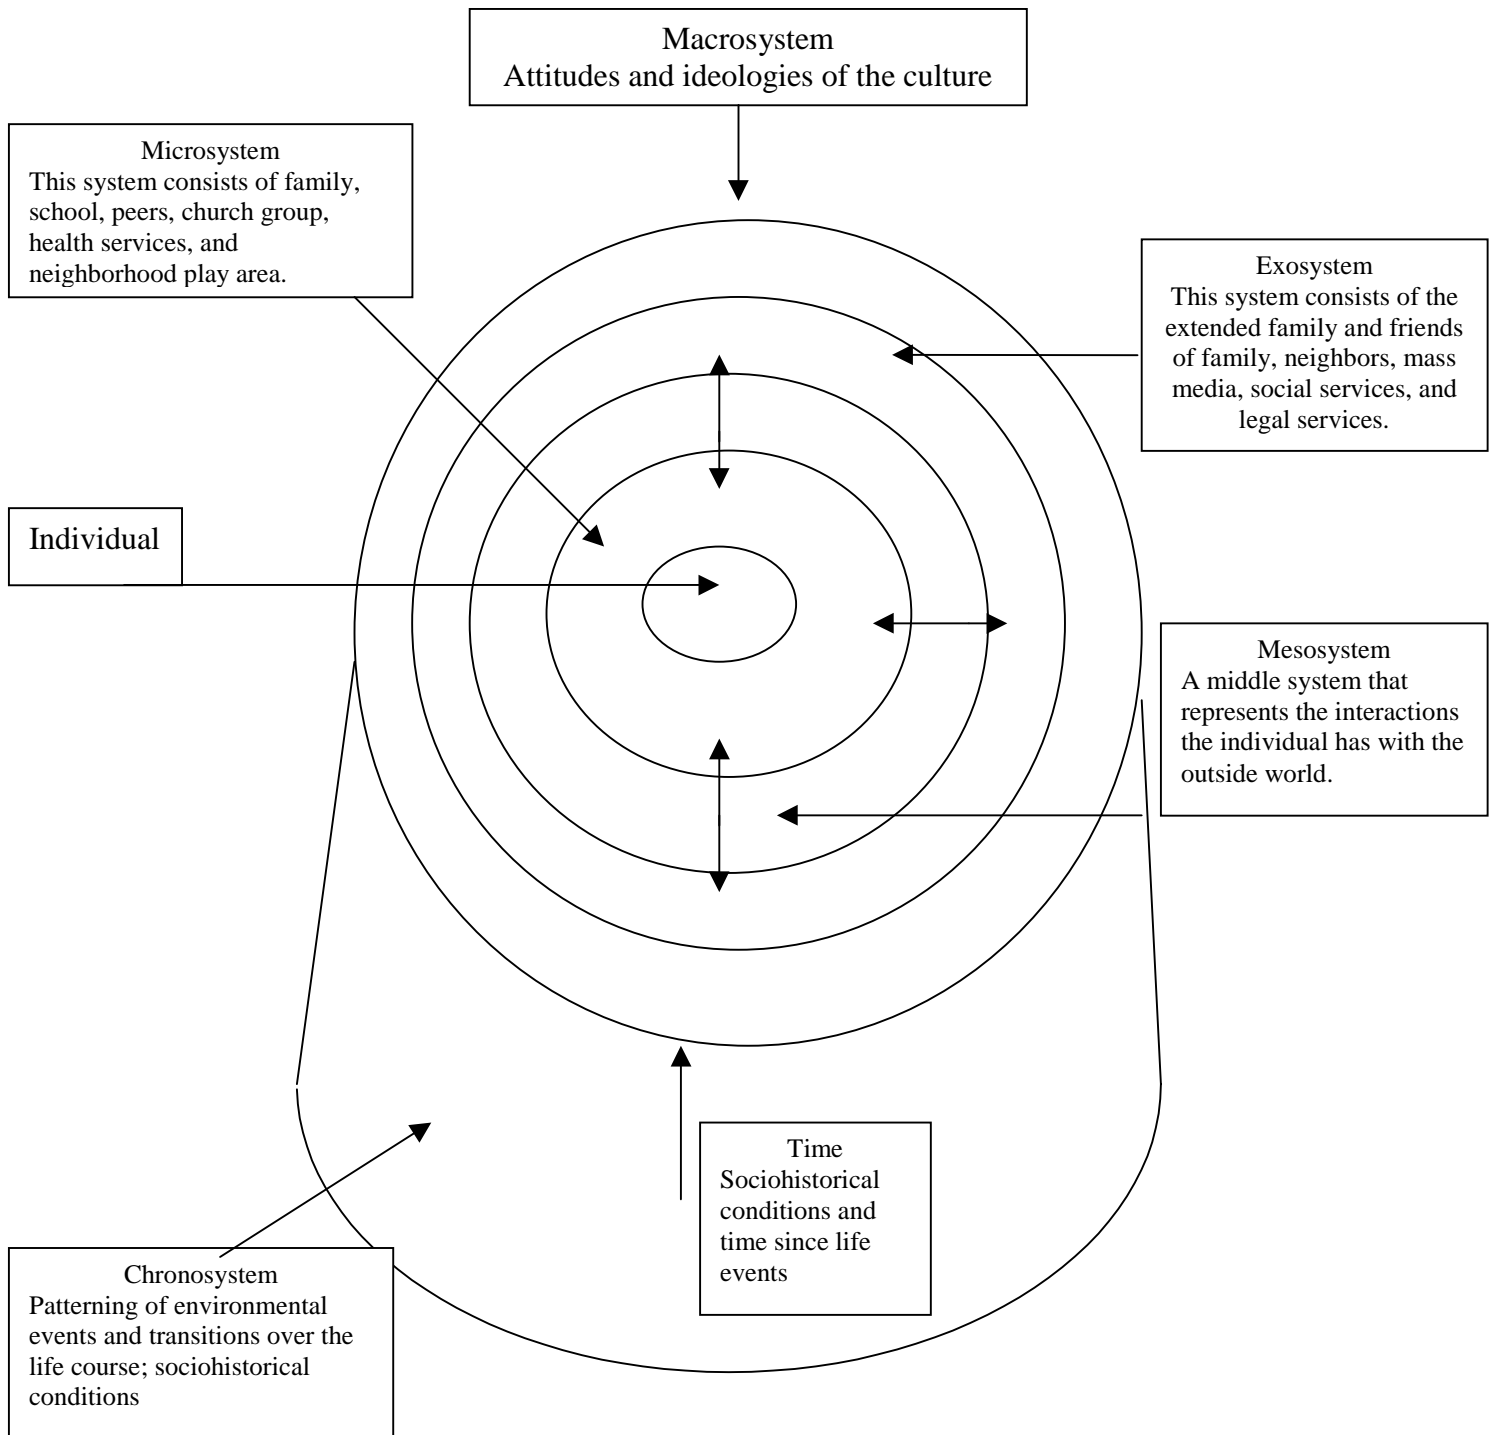 Macrosystem
Attitudes and ideologies of the culture
Microsystem
This system consists of family,
school, peers, church group,
health services, and
neighborhood play area.
Exosystem
This system consists of the
extended family and friends
of family, neighbors, mass
media, social services, and
legal services.
Individual
Mesosystem
A middle system that
represents the interactions
the individual has with the
outside world.
Time
Sociohistorical
conditions and
time since life
events
Chronosystem
Patterning of environmental
events and transitions over the
life course; sociohistorical
conditions